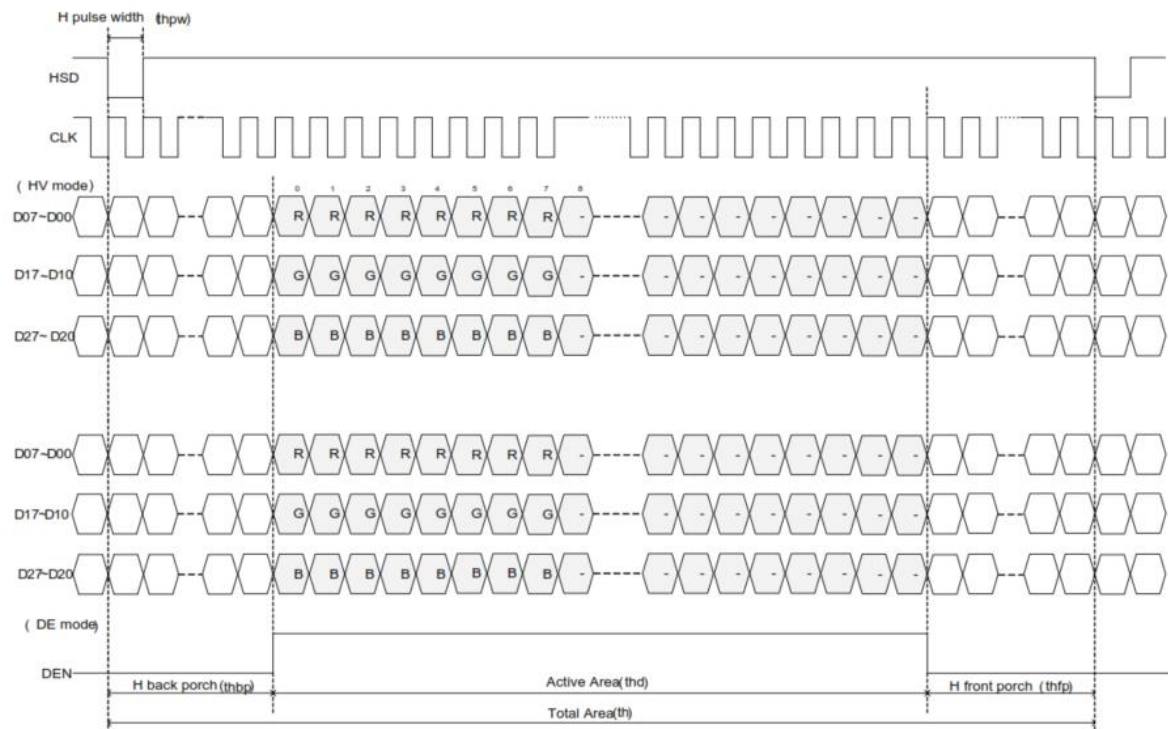 H pulse width (thpw)
HSD
CLK
( HV mode)
0 1 2 3 4 5 6 7 8
D07~D00 R R R R R R R R - - - - - - - - -
D17~D10 G G G G G G G G - - - - - - - - -
D27~ D20 B B B B B B B B - - - - - - - - -
D07~D00 R R R R R R R R - - - - - - - - -
D17~D10 G G G G G G G G - - - - - - - - -
D27~D20 B B B B B B B B - - - - - - - - -
( DE mode)
DEN
H back porch (thbp) Active Area(thd) H front porch (thfp)
Total Area(th)